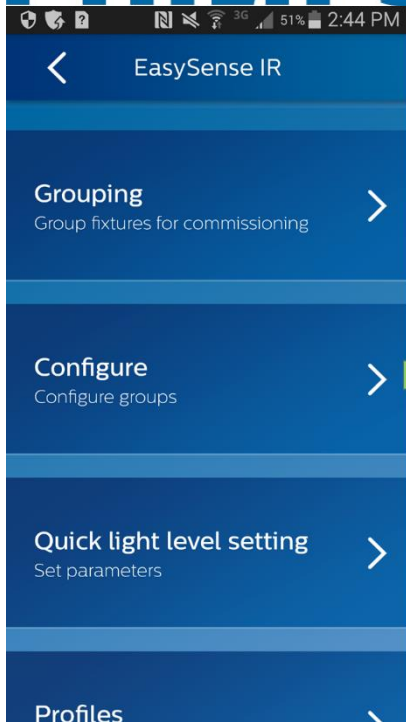 3G 51% 2:44 PM
EasySense IR
Grouping
Group fixtures for commissioning
Configure
Configure groups
Quick light level setting
Set parameters
Profiles